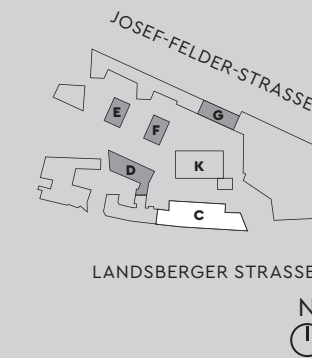 JOSEF-FELDER-STRASSE
E
F
G
D
K
C
LANDSBERGER STRASSE
N